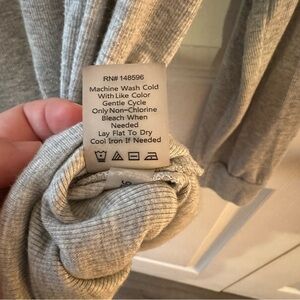 RN# 148596
Machine Wash Cold
With Like Color
Gentle Cycle
Only Non-Chlorine
Bleach When
Needed
Lay Flat To Dry
Cool Iron If Needed